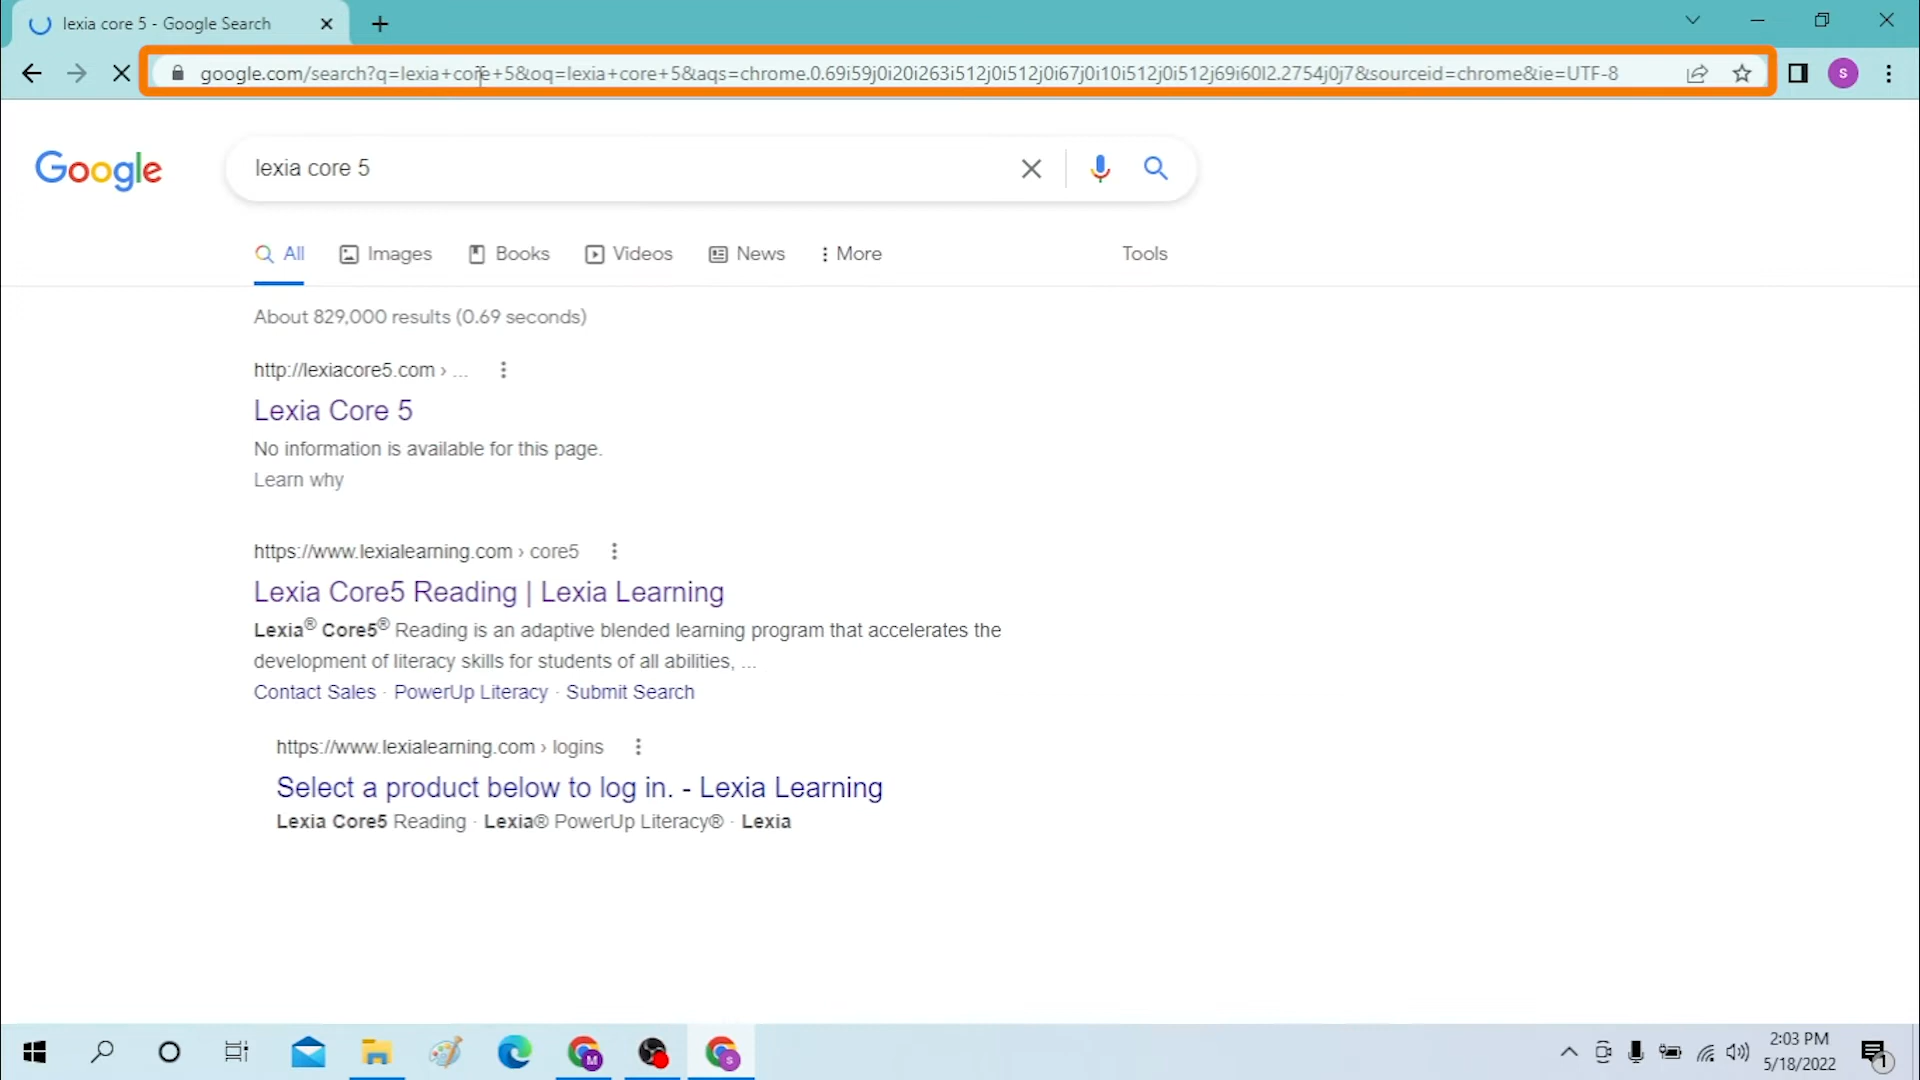 lexia core 5 - Google Search
google.com/search?q=lexia+core+5&oq=lexia+core+5&aqs=chrome.0.69i59j0i20i263i512j0i512j0i67j0i10i512j0i512j69i60l2.2754j0j7&sourceid=chrome&ie=UTF-8
S
Google
lexia core 5
All Images Books Videos News More Tools
About 829,000 results (0.69 seconds)
http://lexiacore5.com › ...
Lexia Core 5
No information is available for this page.
Learn why
https://www.lexialearning.com › core5
Lexia Core5 Reading | Lexia Learning
Lexia® Core5® Reading is an adaptive blended learning program that accelerates the
development of literacy skills for students of all abilities, ...
Contact Sales · PowerUp Literacy · Submit Search
https://www.lexialearning.com › logins
Select a product below to log in. - Lexia Learning
Lexia Core5 Reading · Lexia® PowerUp Literacy® · Lexia
M
S
2:03 PM
5/18/2022
1